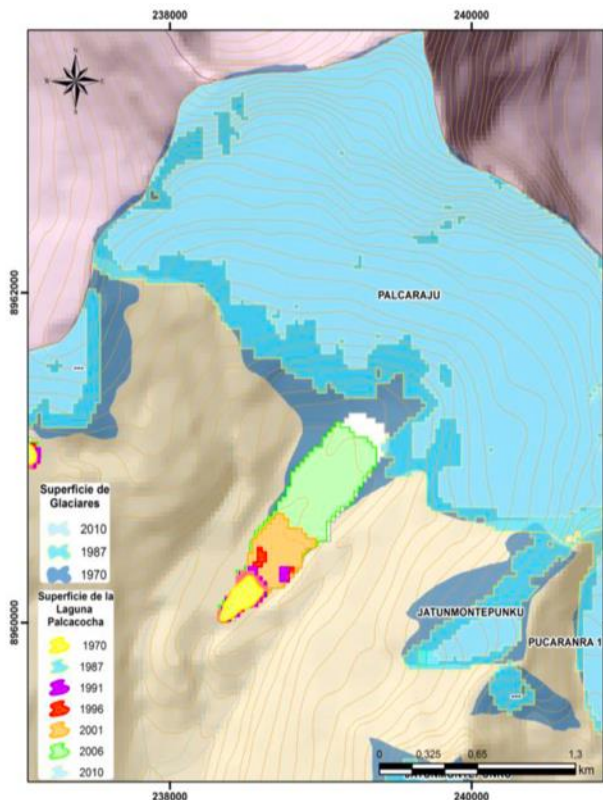 238000
240000
8962000
PALCARAJU
---
Superficie de
Glaciares
2010
1987
1970
Superficie de la
Laguna
Palcacocha
1970
1987
1991
1996
2001
2006
2010
8960000
JATUNMONTEPUNKU
PUCARANRA 1
---
0
0,325
0.65
1,3
km
JATUNMONTEPUNKU
238000
240000